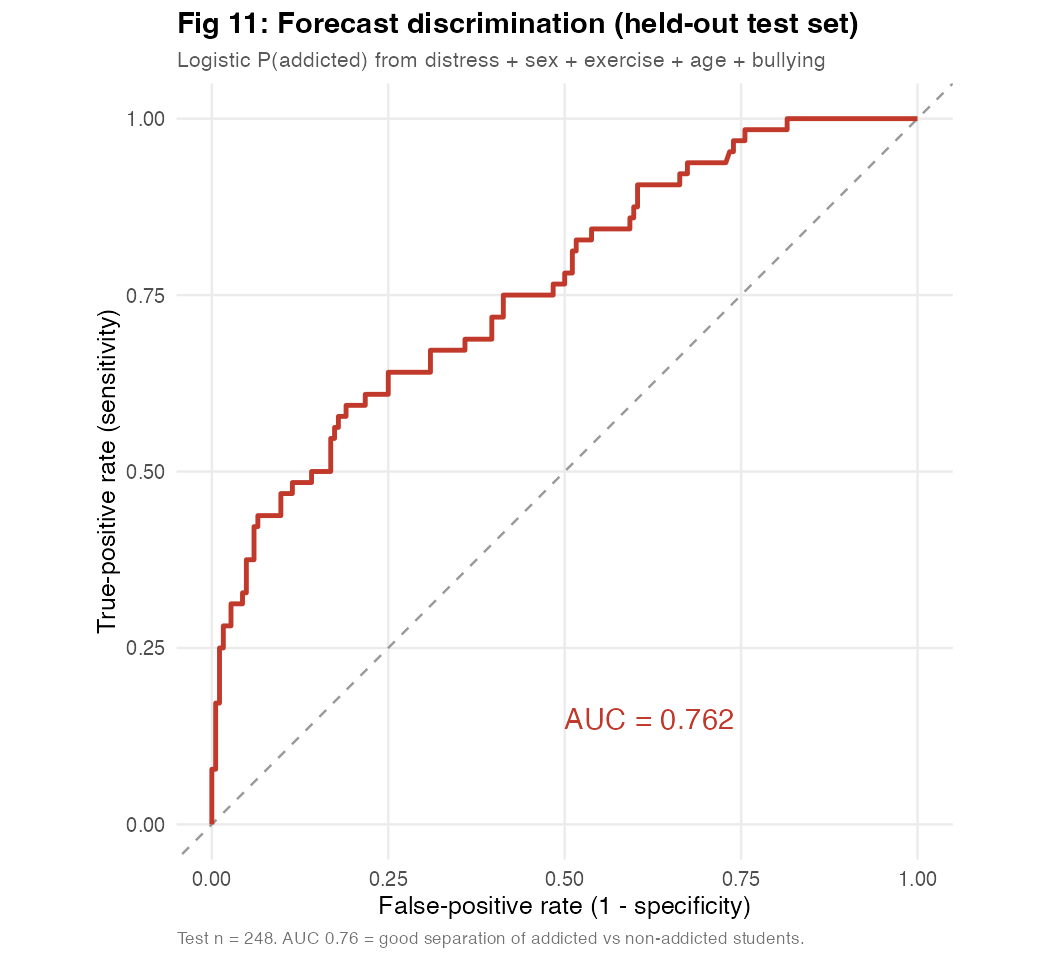 Fig 11: Forecast discrimination (held-out test set)
Logistic P(addicted) from distress + sex + exercise + age + bullying
1.00
0.75
0.50
0.25
0.00
True-positive rate (sensitivity)
AUC = 0.762
0.00 0.25 0.50 0.75 1.00
False-positive rate (1 - specificity)
Test n = 248. AUC 0.76 = good separation of addicted vs non-addicted students.